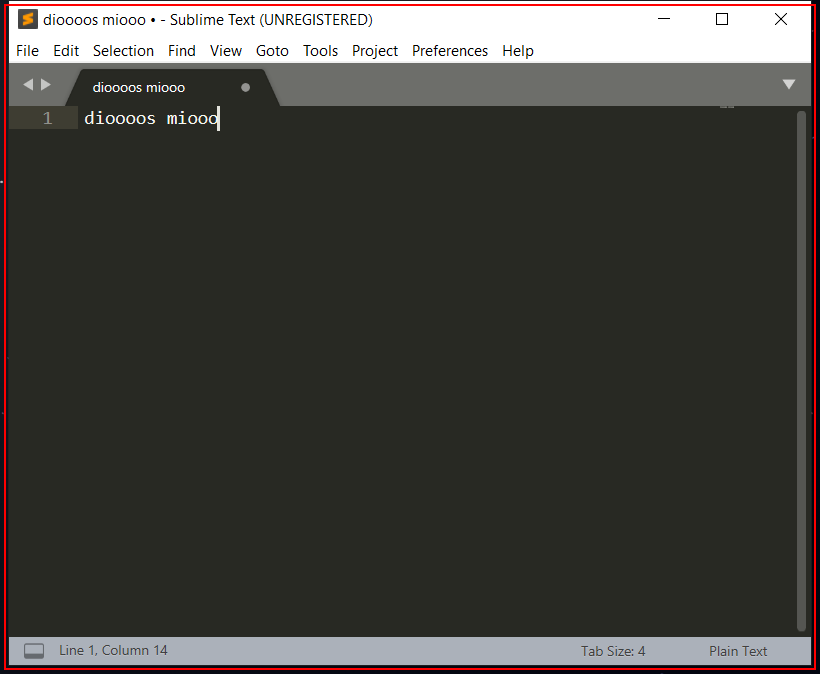 dioooos miooo • - Sublime Text (UNREGISTERED)
File Edit Selection Find View Goto Tools Project Preferences Help
dioooos miooo
1 dioooos miooo
Line 1, Column 14 Tab Size: 4 Plain Text